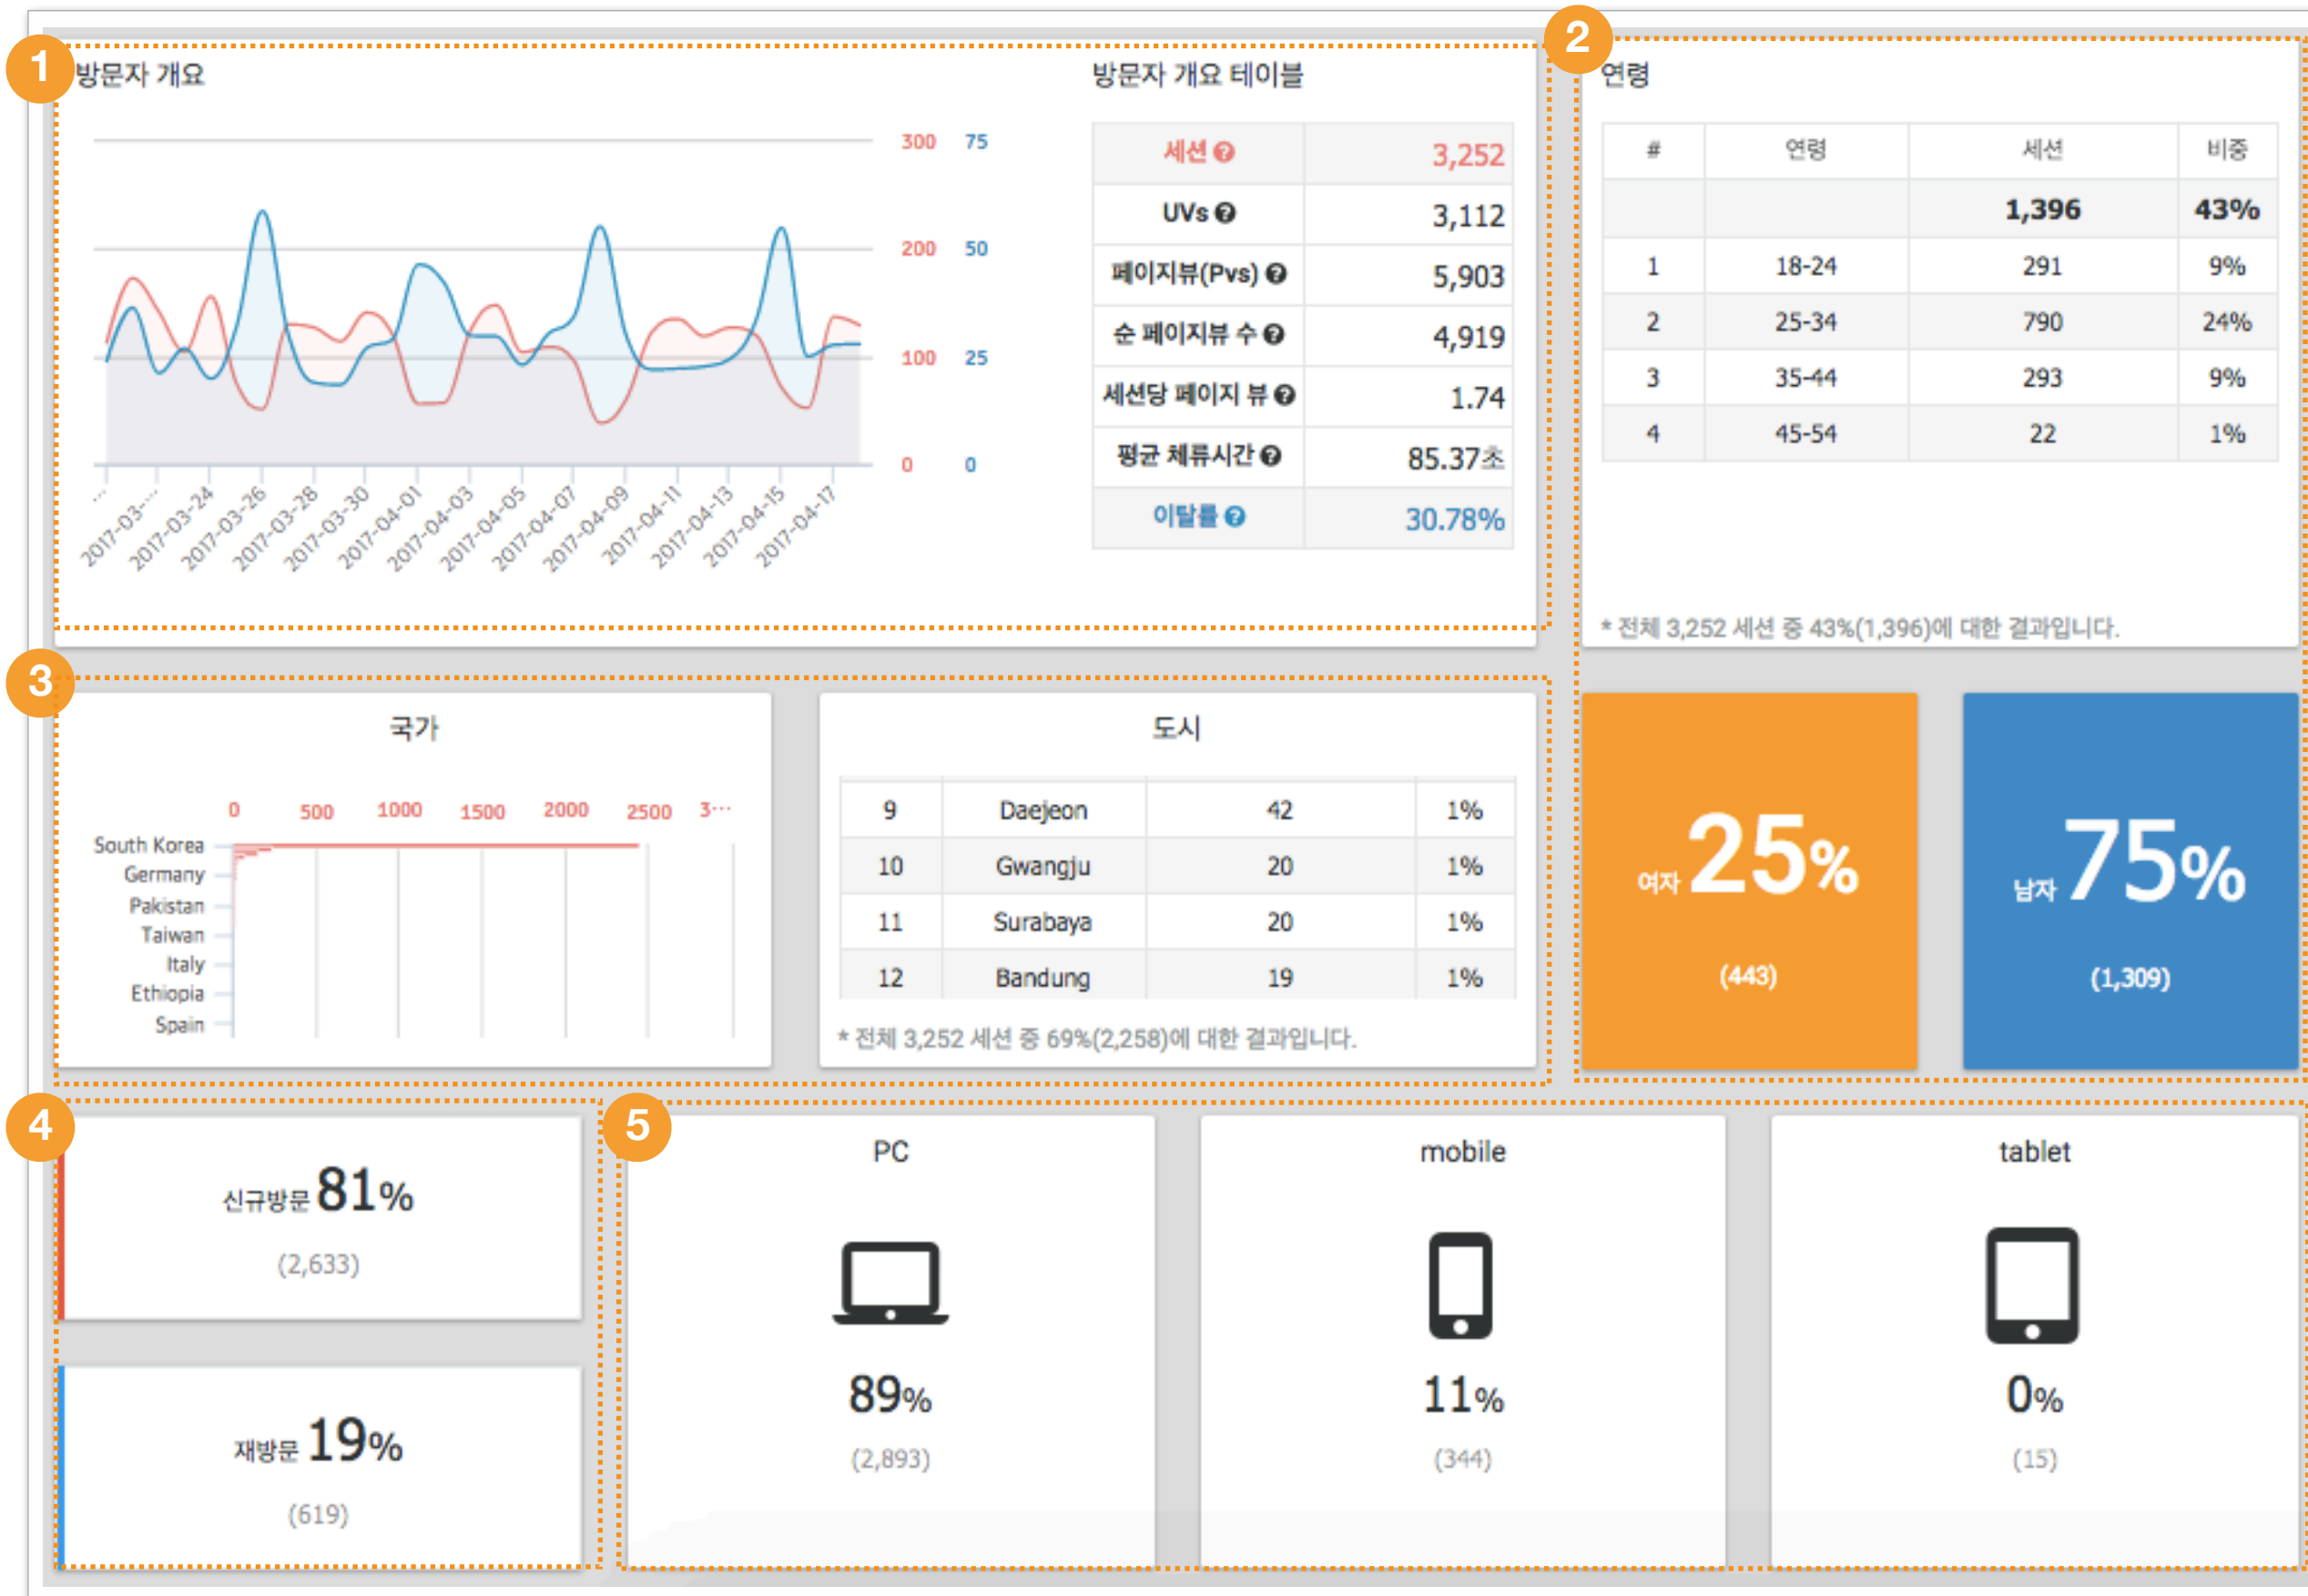 1
방문자 개요
300 75
200 50
100 25
0 0
...
2017-03-...
2017-03-24
2017-03-26
2017-03-28
2017-03-30
2017-04-01
2017-04-03
2017-04-05
2017-04-07
2017-04-09
2017-04-11
2017-04-13
2017-04-15
2017-04-17
방문자 개요 테이블
세션 ? 3,252
UVs ? 3,112
페이지뷰(Pvs) ? 5,903
순 페이지뷰 수 ? 4,919
세션당 페이지 뷰 ? 1.74
평균 체류시간 ? 85.37초
이탈률 ? 30.78%
2
연령
# 연령 세션 비중
1,396 43%
1 18-24 291 9%
2 25-34 790 24%
3 35-44 293 9%
4 45-54 22 1%
* 전체 3,252 세션 중 43%(1,396)에 대한 결과입니다.
여자 25%
(443)
남자 75%
(1,309)
3
국가
0 500 1000 1500 2000 2500 3...
South Korea
Germany
Pakistan
Taiwan
Italy
Ethiopia
Spain
도시
9 Daejeon 42 1%
10 Gwangju 20 1%
11 Surabaya 20 1%
12 Bandung 19 1%
* 전체 3,252 세션 중 69%(2,258)에 대한 결과입니다.
4
신규방문 81%
(2,633)
재방문 19%
(619)
5
PC
89%
(2,893)
mobile
11%
(344)
tablet
0%
(15)